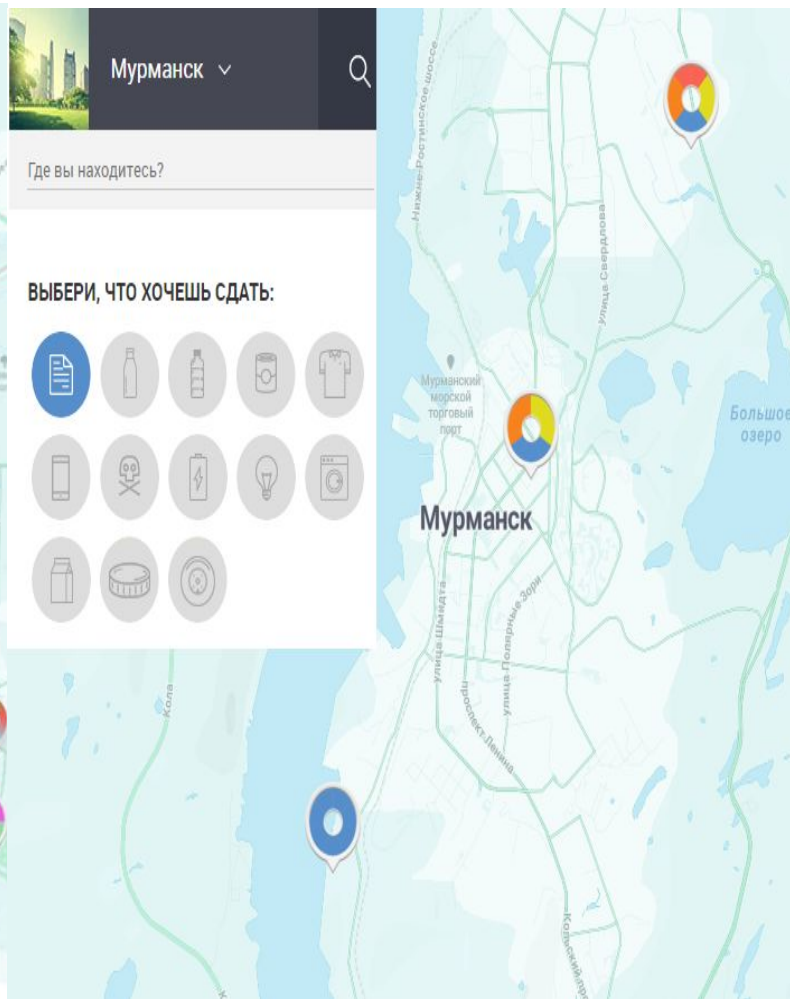 Мурманск
Где вы находитесь?
ВЫБЕРИ, ЧТО ХОЧЕШЬ СДАТЬ:
Нижне-Ростинское шоссе
улица Свердлова
Мурманский
морской
торговый
порт
Большое
озеро
Мурманск
улица Шмидта
улица Полярные Зори
проспект Ленина
Кола
Кольский